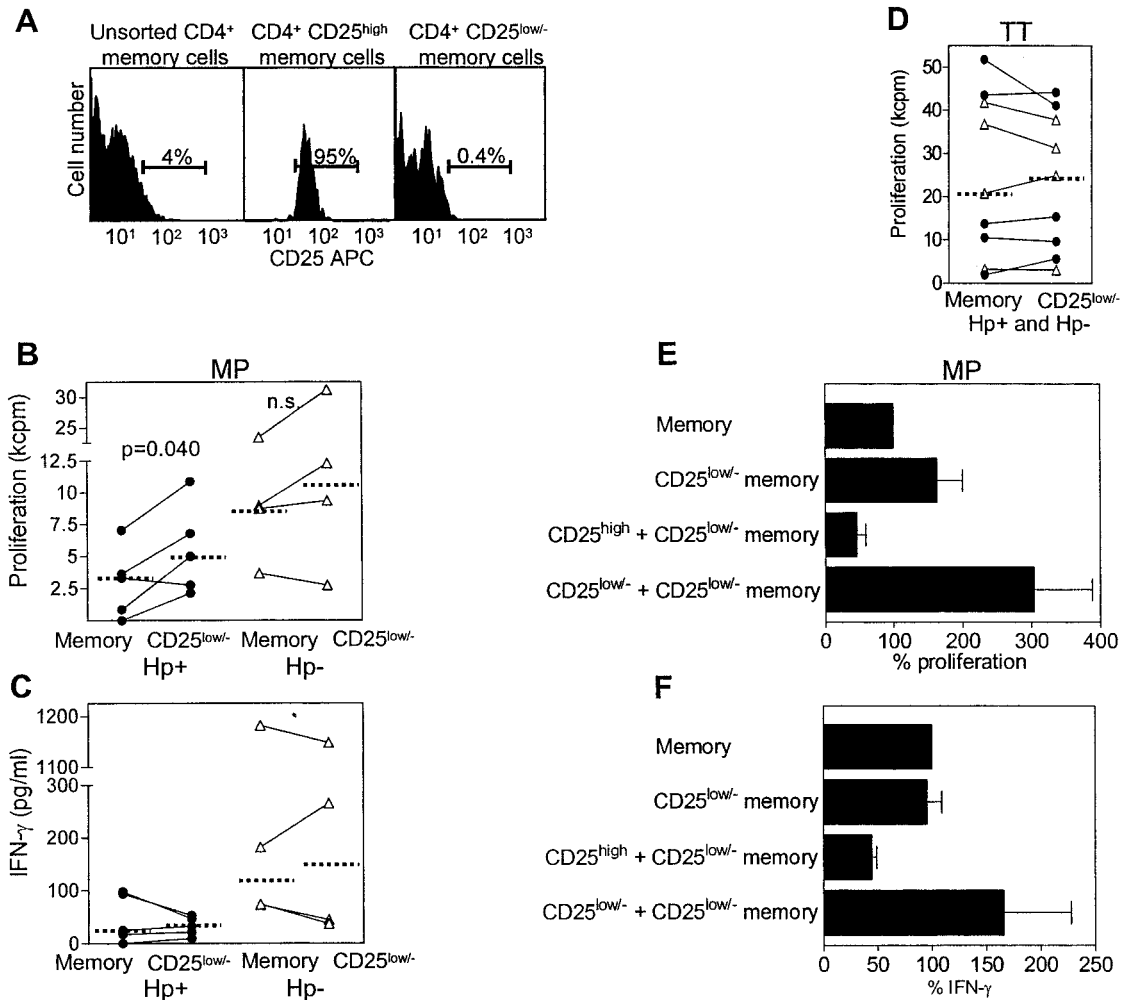 A
Unsorted CD4+ memory cells
CD4+ CD25high memory cells
CD4+ CD25low/- memory cells
Cell number
4%
95%
0.4%
10¹ 10² 10³
10¹ 10² 10³
10¹ 10² 10³
CD25 APC
D
TT
Proliferation (kcpm)
50
40
30
20
10
0
Memory CD25low/-
Hp+ and Hp-
B
MP
Proliferation (kcpm)
30
25
12.5
10
7.5
5
2.5
p=0.040
n.s.
Memory CD25low/- Memory CD25low/-
Hp+ Hp-
E
MP
Memory
CD25low/- memory
CD25high + CD25low/- memory
CD25low/- + CD25low/- memory
0 100 200 300 400
% proliferation
C
IFN-γ (pg/ml)
1200
1100
300
200
100
0
Memory CD25low/- Memory CD25low/-
Hp+ Hp-
F
Memory
CD25low/- memory
CD25high + CD25low/- memory
CD25low/- + CD25low/- memory
0 50 100 150 200 250
% IFN-γ